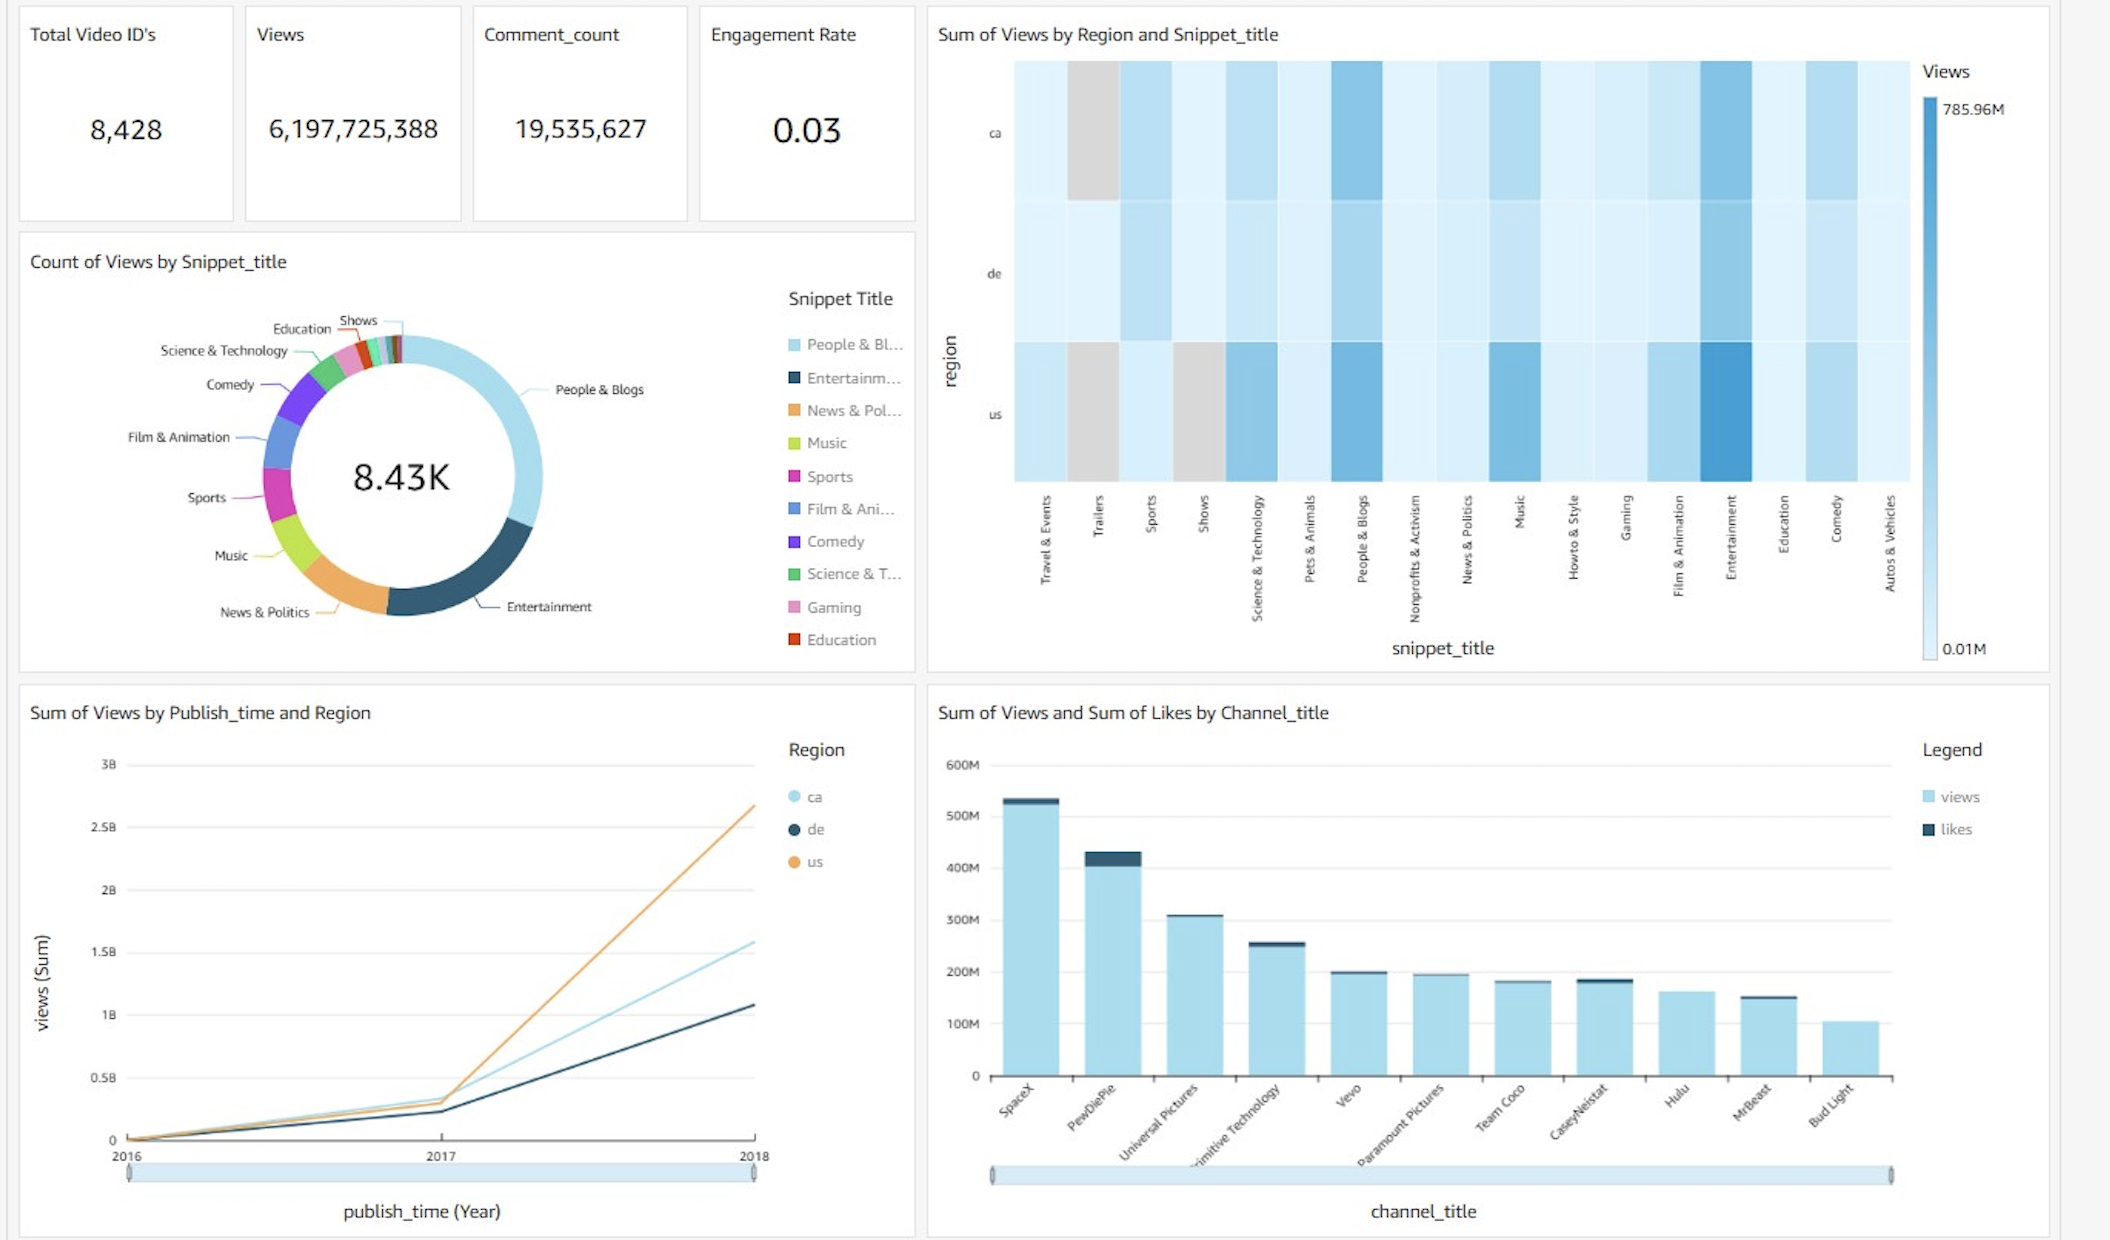 Total Video ID's
8,428
Views
6,197,725,388
Comment_count
19,535,627
Engagement Rate
0.03
Count of Views by Snippet_title
Shows
Education
Science & Technology
Comedy
Film & Animation
Sports
Music
News & Politics
People & Blogs
Entertainment
8.43K
Snippet Title
People & Bl...
Entertainm...
News & Pol...
Music
Sports
Film & Ani...
Comedy
Science & T...
Gaming
Education
Sum of Views by Region and Snippet_title
region
ca
de
us
Travel & Events
Trailers
Sports
Shows
Science & Technology
Pets & Animals
People & Blogs
Nonprofits & Activism
News & Politics
Music
Howto & Style
Gaming
Film & Animation
Entertainment
Education
Comedy
Autos & Vehicles
snippet_title
Views
785.96M
0.01M
Sum of Views by Publish_time and Region
views (Sum)
3B
2.5B
2B
1.5B
1B
0.5B
0
2016
2017
2018
publish_time (Year)
Region
ca
de
us
Sum of Views and Sum of Likes by Channel_title
600M
500M
400M
300M
200M
100M
0
SpaceX
PewDiePie
Universal Pictures
rimitive Technology
Vevo
Paramount Pictures
Team Coco
CaseyNeistat
Hulu
MrBeast
Bud Light
channel_title
Legend
views
likes